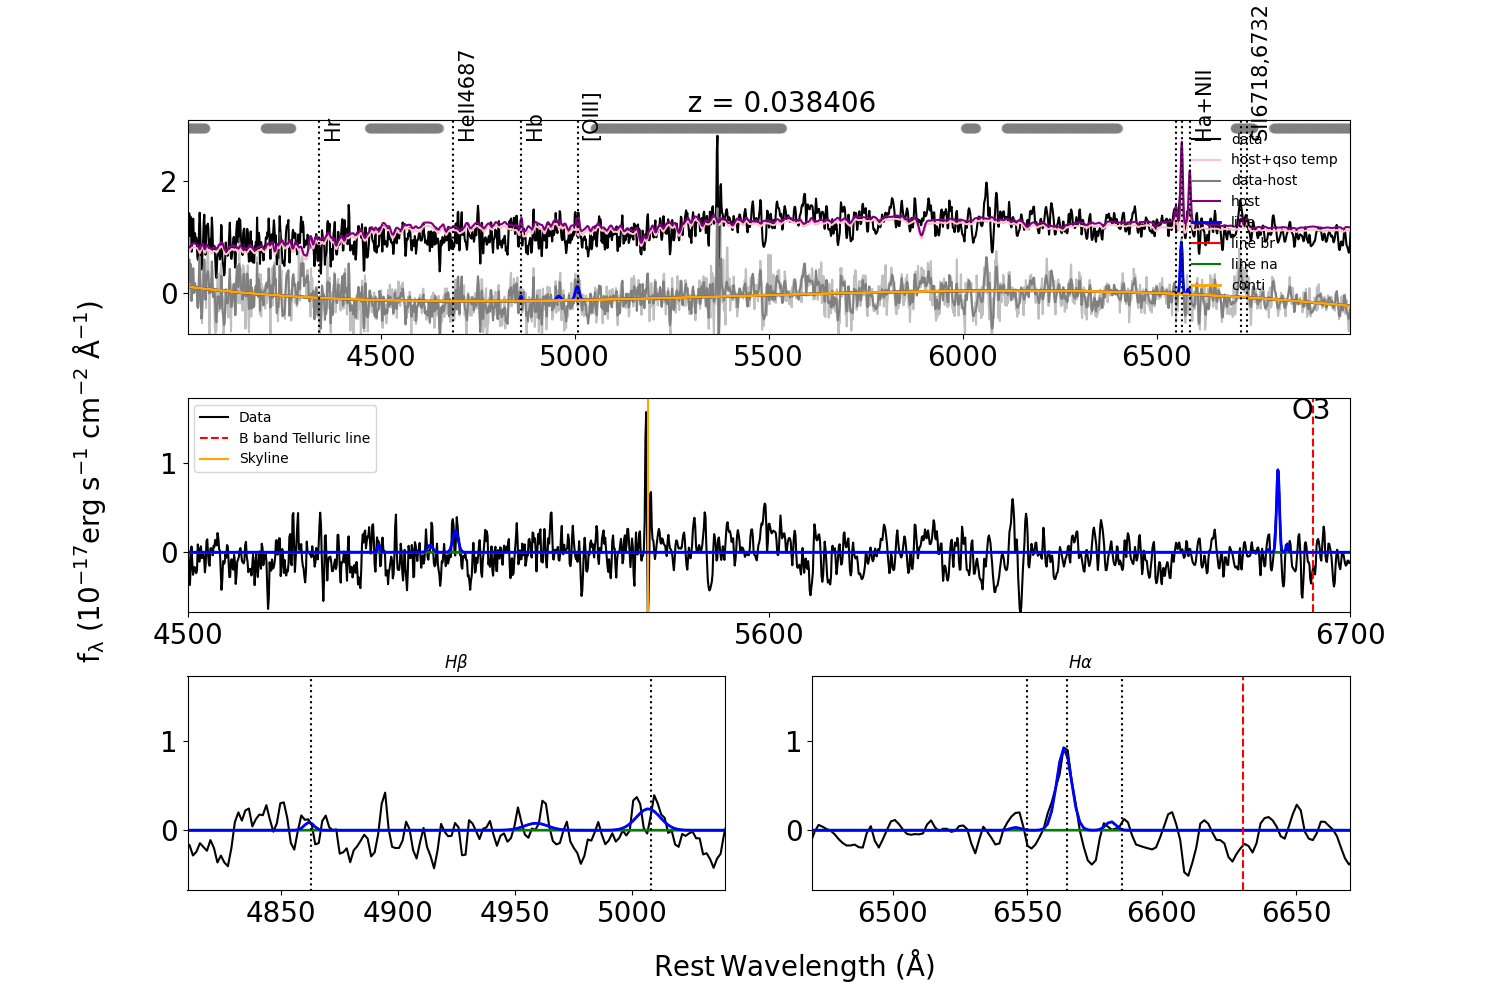 Hr
HeII4687
Hb
[OIII]
Ha+NII
SII6718,6732
z = 0.038406
data
host+qso temp
data-host
host
line br
line na
conti
2
0
4500 5000 5500 6000 6500
fλ (10−17erg s−1 cm−2 Å−1)
Data
B band Telluric line
Skyline
O3
1
0
4500 5600 6700
Hβ
1
0
4850 4900 4950 5000
Hα
1
0
6500 6550 6600 6650
Rest Wavelength (Å)